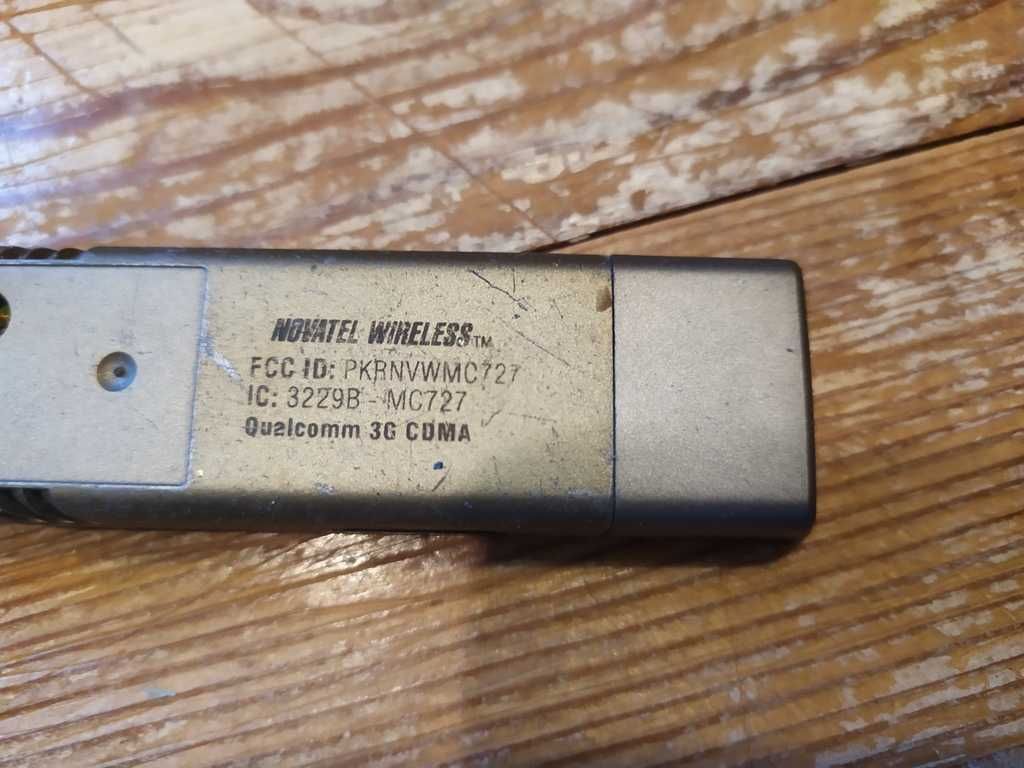 NOVATEL WIRELESS™
FCC ID: PKRNVWMC727
IC: 3229B - MC727
Qualcomm 3G CDMA